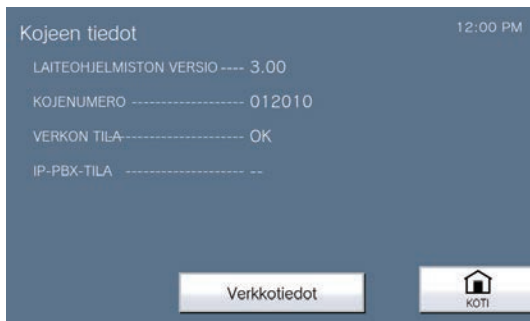 Kojeen tiedot
12:00 PM
LAITEOHJELMISTON VERSIO ---- 3.00
KOJENUMERO ------------------- 012010
VERKON TILA-------------------- OK
IP-PBX-TILA -------------------- --
Verkkotiedot
KOTI